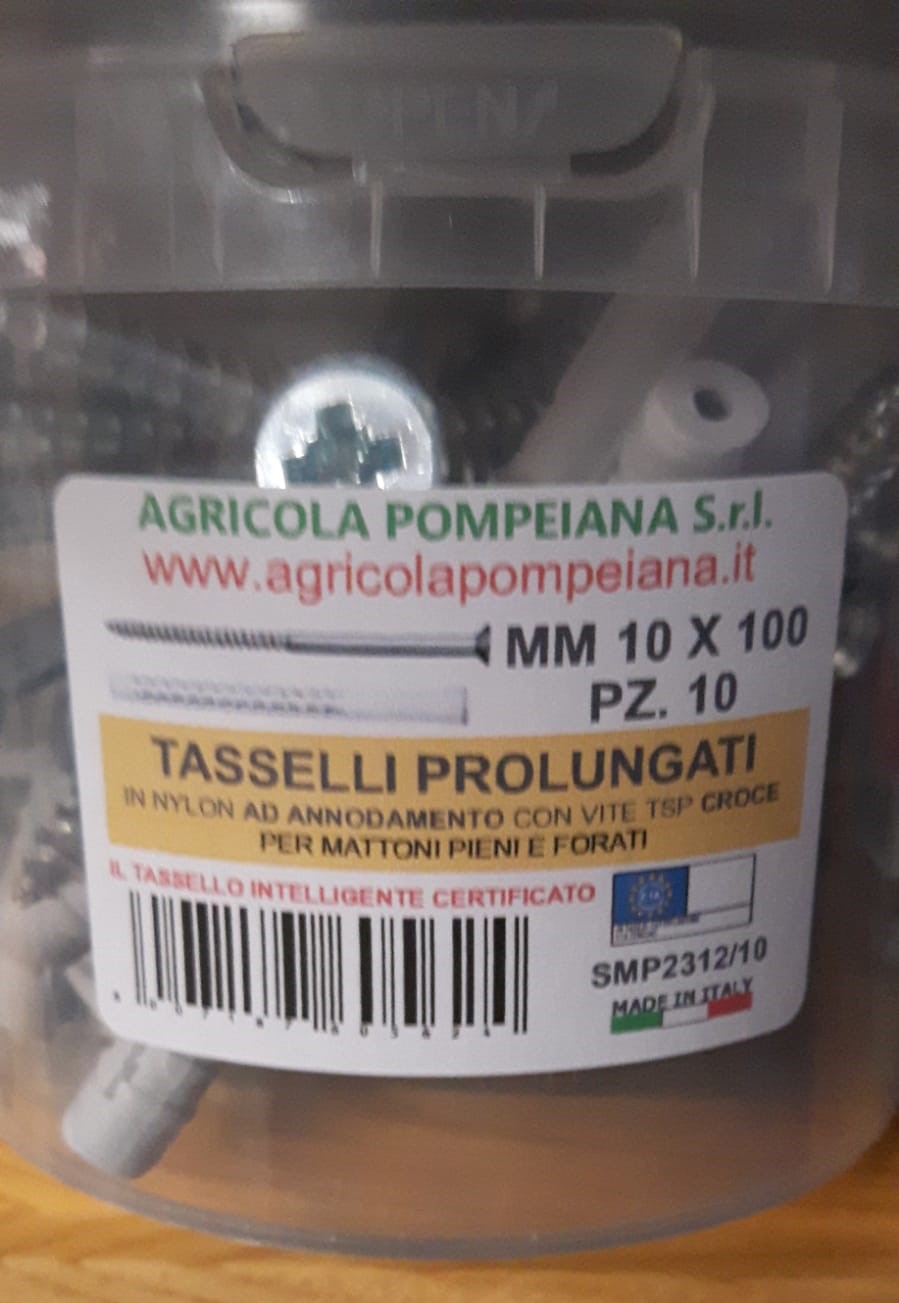 AGRICOLA POMPEIANA S.r.l.
www.agricolapompeiana.it
MM 10 X 100
PZ. 10
TASSELLI PROLUNGATI
IN NYLON AD ANNODAMENTO CON VITE TSP CROCE
PER MATTONI PIENI E FORATI
IL TASSELLO INTELLIGENTE CERTIFICATO
SMP2312/10
MADE IN ITALY